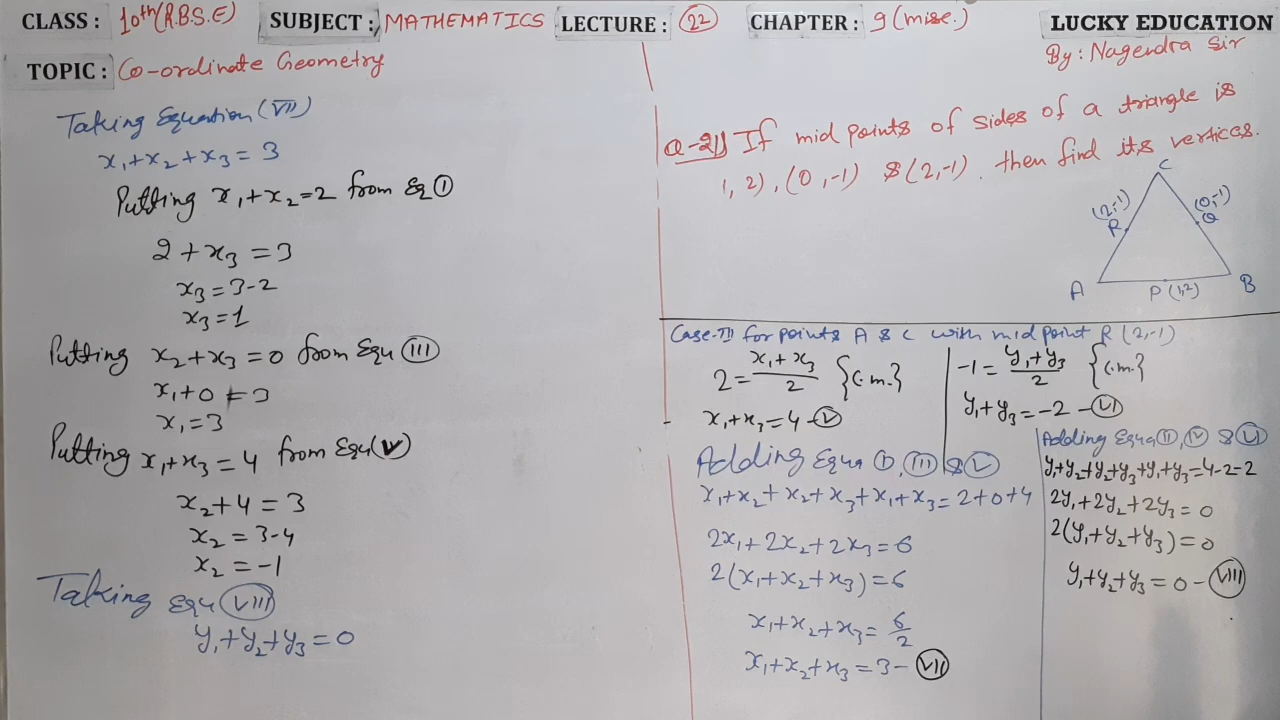 CLASS : 10th (R.B.S.E) SUBJECT : MATHEMATICS LECTURE : 22 CHAPTER : 9 (misc.) LUCKY EDUCATION
By : Nagendra Sir
TOPIC : Co-ordinate Geometry
Taking Equation (VII)
x₁+x₂+x₃ = 3
Putting x₁+x₂=2 from Eq (I)
2+x₃ = 3
x₃ = 3-2
x₃ = 1
Putting x₂+x₃ = 0 from Equ (III)
x₁+0 = 3
x₁ = 3
Putting x₁+x₃ = 4 from Equ (V)
x₂+4 = 3
x₂ = 3-4
x₂ = -1
Taking Equ (VIII)
y₁+y₂+y₃ = 0
Q-21) If mid points of sides of a triangle is
1, 2), (0, -1) & (2, -1). then find its vertices.
C
(2,-1)
R
(0,-1)
Q
A
P (1,2)
B
Case-III for points A & C with mid point R (2,-1)
2 = x₁+x₃/2 {(.m.}
x₁+x₃ = 4 - (V)
-1 = y₁+y₃/2 {(.m.}
y₁+y₃ = -2 - (VI)
Adding Equa (I), (III) & (V)
x₁+x₂+x₂+x₃+x₁+x₃ = 2+0+4
2x₁+2x₂+2x₃ = 6
2(x₁+x₂+x₃) = 6
x₁+x₂+x₃ = 6/2
x₁+x₂+x₃ = 3 - (VII)
Adding Equa (II), (IV) & (VI)
y₁+y₂+y₂+y₃+y₁+y₃ = 4-2-2
2y₁+2y₂+2y₃ = 0
2(y₁+y₂+y₃) = 0
y₁+y₂+y₃ = 0 - (VIII)